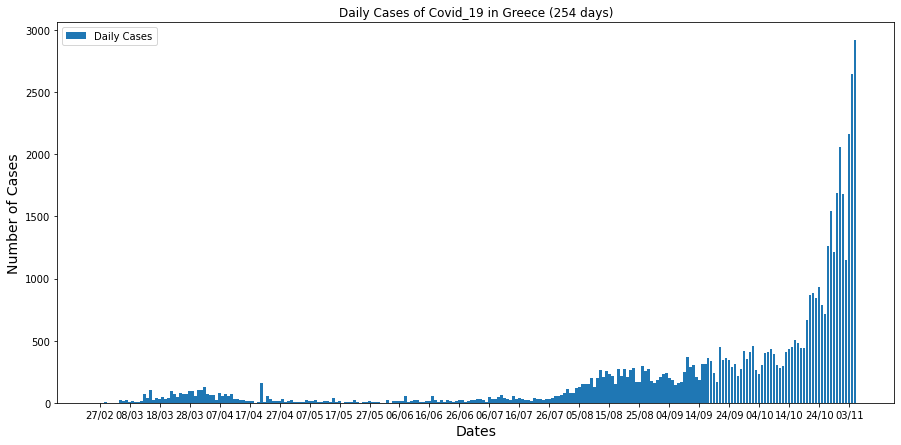 Daily Cases of Covid_19 in Greece (254 days)
Daily Cases
3000
2500
2000
1500
1000
500
0
Number of Cases
27/02 08/03 18/03 28/03 07/04 17/04 27/04 07/05 17/05 27/05 06/06 16/06 26/06 06/07 16/07 26/07 05/08 15/08 25/08 04/09 14/09 24/09 04/10 14/10 24/10 03/11
Dates